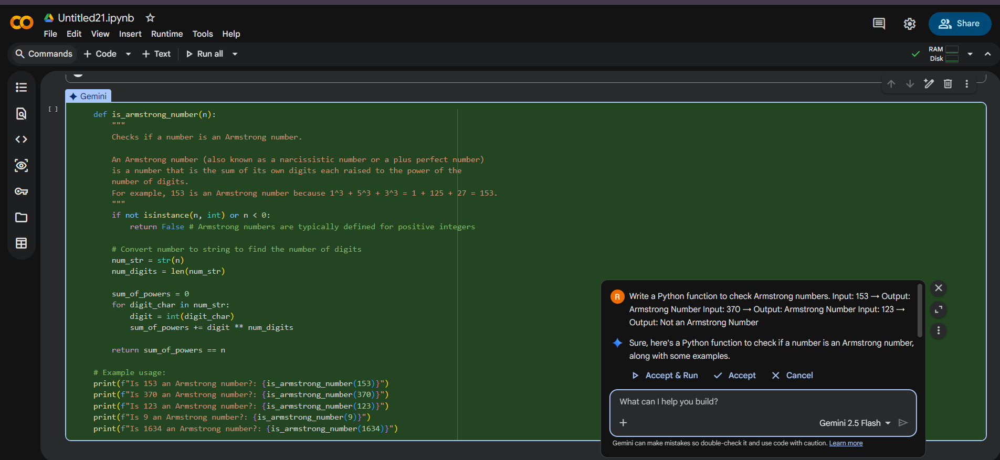 Untitled21.ipynb
File Edit View Insert Runtime Tools Help
Share
Commands + Code + Text Run all
RAM
Disk
Gemini
[ ]
def is_armstrong_number(n):
    """
    Checks if a number is an Armstrong number.

    An Armstrong number (also known as a narcissistic number or a plus perfect number)
    is a number that is the sum of its own digits each raised to the power of the
    number of digits.
    For example, 153 is an Armstrong number because 1^3 + 5^3 + 3^3 = 1 + 125 + 27 = 153.
    """
    if not isinstance(n, int) or n < 0:
        return False # Armstrong numbers are typically defined for positive integers

    # Convert number to string to find the number of digits
    num_str = str(n)
    num_digits = len(num_str)

    sum_of_powers = 0
    for digit_char in num_str:
        digit = int(digit_char)
        sum_of_powers += digit ** num_digits

    return sum_of_powers == n

# Example usage:
print(f"Is 153 an Armstrong number?: {is_armstrong_number(153)}")
print(f"Is 370 an Armstrong number?: {is_armstrong_number(370)}")
print(f"Is 123 an Armstrong number?: {is_armstrong_number(123)}")
print(f"Is 9 an Armstrong number?: {is_armstrong_number(9)}")
print(f"Is 1634 an Armstrong number?: {is_armstrong_number(1634)}")
R
Write a Python function to check Armstrong numbers. Input: 153 → Output:
Armstrong Number Input: 370 → Output: Armstrong Number Input: 123 →
Output: Not an Armstrong Number
Sure, here's a Python function to check if a number is an Armstrong number,
along with some examples.
Accept & Run Accept Cancel
What can I help you build?
+ Gemini 2.5 Flash
Gemini can make mistakes so double-check it and use code with caution. Learn more